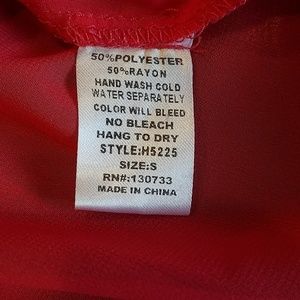 50%POLYESTER
50%RAYON
HAND WASH COLD
WATER SEPARATELY
COLOR WILL BLEED
NO BLEACH
HANG TO DRY
STYLE:H5225
SIZE:S
RN#:130733
MADE IN CHINA